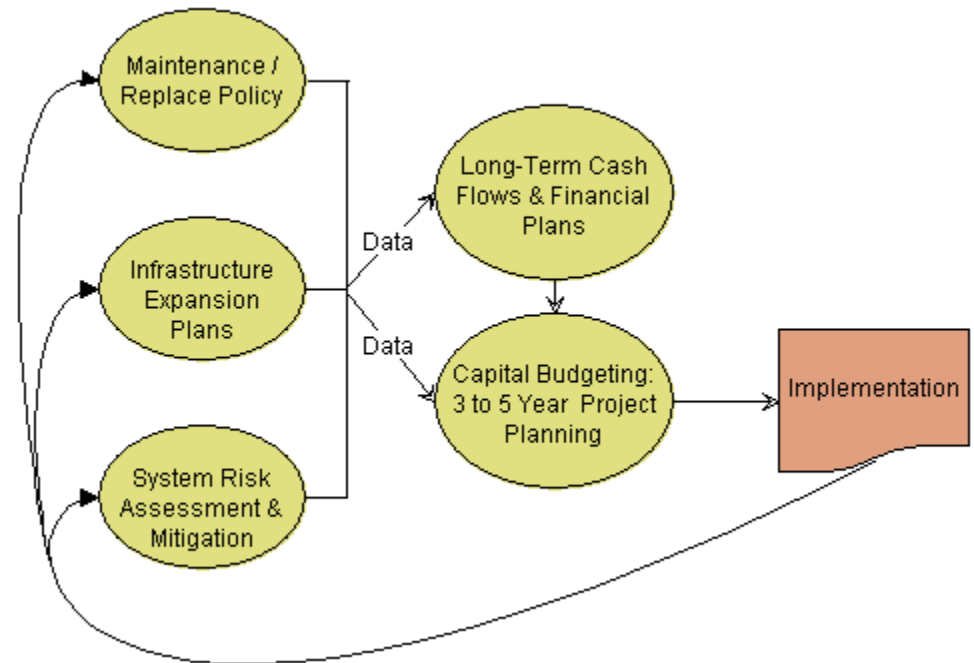 Maintenance /
Replace Policy
Long-Term Cash
Flows & Financial
Plans
Data
Infrastructure
Expansion
Plans
Data
Capital Budgeting:
3 to 5 Year Project
Planning
Implementation
System Risk
Assessment &
Mitigation